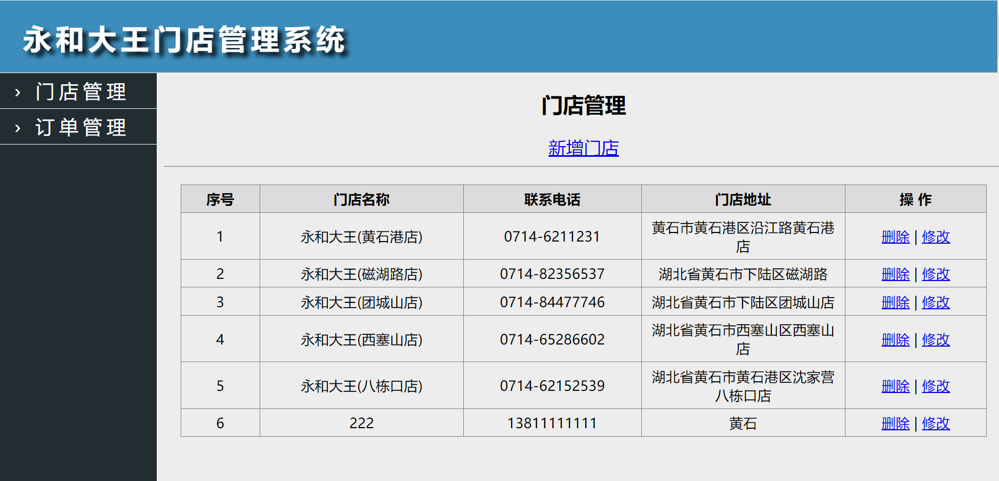 永和大王门店管理系统
› 门店管理
› 订单管理
门店管理
新增门店
序号 门店名称 联系电话 门店地址 操 作
1 永和大王(黄石港店) 0714-6211231 黄石市黄石港区沿江路黄石港
店 删除 | 修改
2 永和大王(磁湖路店) 0714-82356537 湖北省黄石市下陆区磁湖路 删除 | 修改
3 永和大王(团城山店) 0714-84477746 湖北省黄石市下陆区团城山店 删除 | 修改
4 永和大王(西塞山店) 0714-65286602 湖北省黄石市西塞山区西塞山
店 删除 | 修改
5 永和大王(八栋口店) 0714-62152539 湖北省黄石市黄石港区沈家营
八栋口店 删除 | 修改
6 222 13811111111 黄石 删除 | 修改